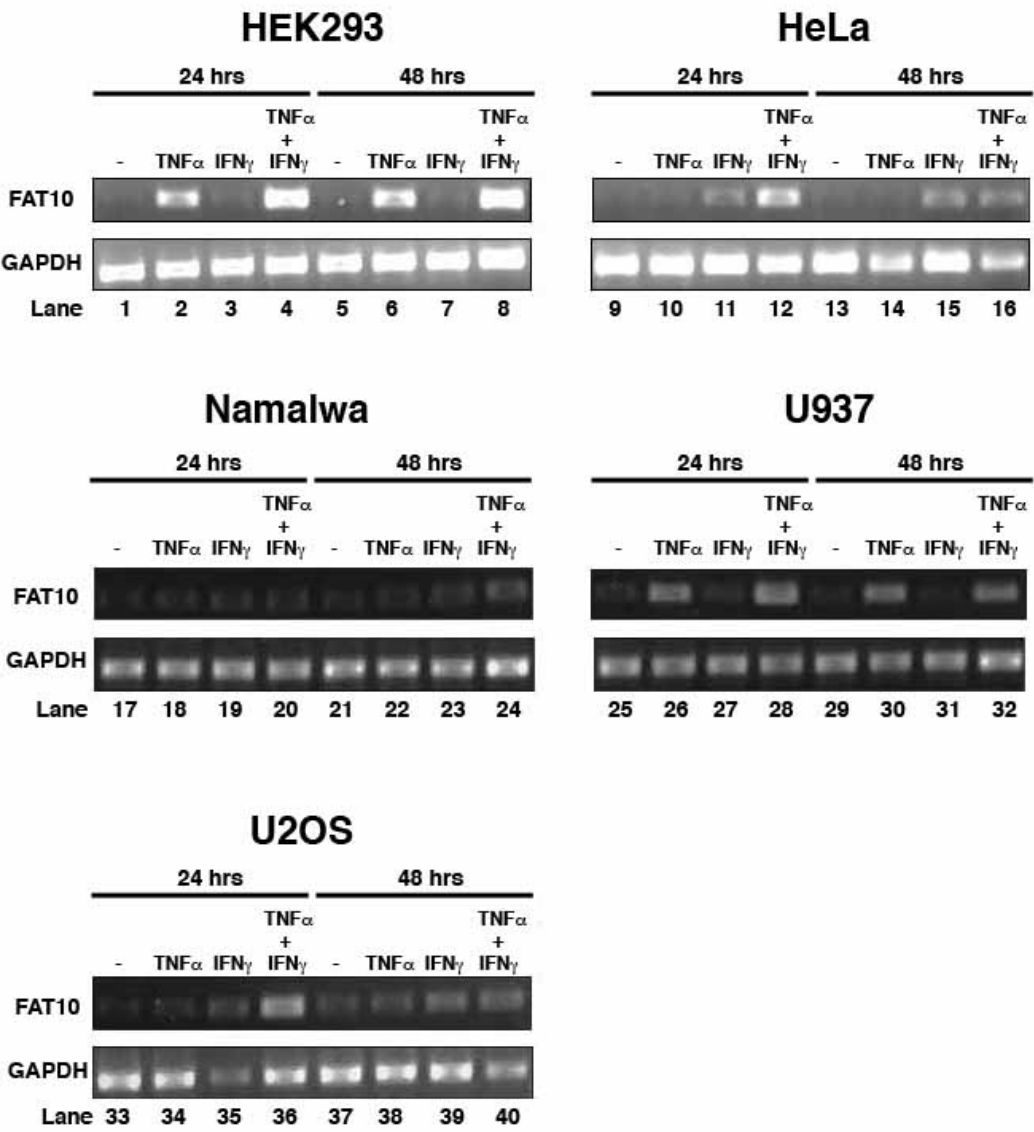 HEK293
24 hrs 48 hrs
TNFα TNFα
+ +
- TNFα IFNγ IFNγ - TNFα IFNγ IFNγ
FAT10
GAPDH
Lane 1 2 3 4 5 6 7 8
HeLa
24 hrs 48 hrs
TNFα TNFα
+ +
- TNFα IFNγ IFNγ - TNFα IFNγ IFNγ
9 10 11 12 13 14 15 16
Namalwa
24 hrs 48 hrs
TNFα TNFα
+ +
- TNFα IFNγ IFNγ - TNFα IFNγ IFNγ
FAT10
GAPDH
Lane 17 18 19 20 21 22 23 24
U937
24 hrs 48 hrs
TNFα TNFα
+ +
- TNFα IFNγ IFNγ - TNFα IFNγ IFNγ
25 26 27 28 29 30 31 32
U2OS
24 hrs 48 hrs
TNFα TNFα
+ +
- TNFα IFNγ IFNγ - TNFα IFNγ IFNγ
FAT10
GAPDH
Lane 33 34 35 36 37 38 39 40